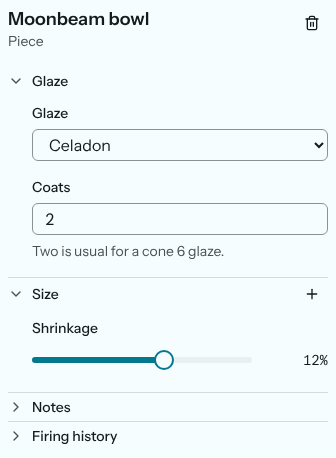 Moonbeam bowl
Piece
Glaze
Glaze
Celadon
Coats
2
Two is usual for a cone 6 glaze.
Size
Shrinkage
12%
Notes
Firing history